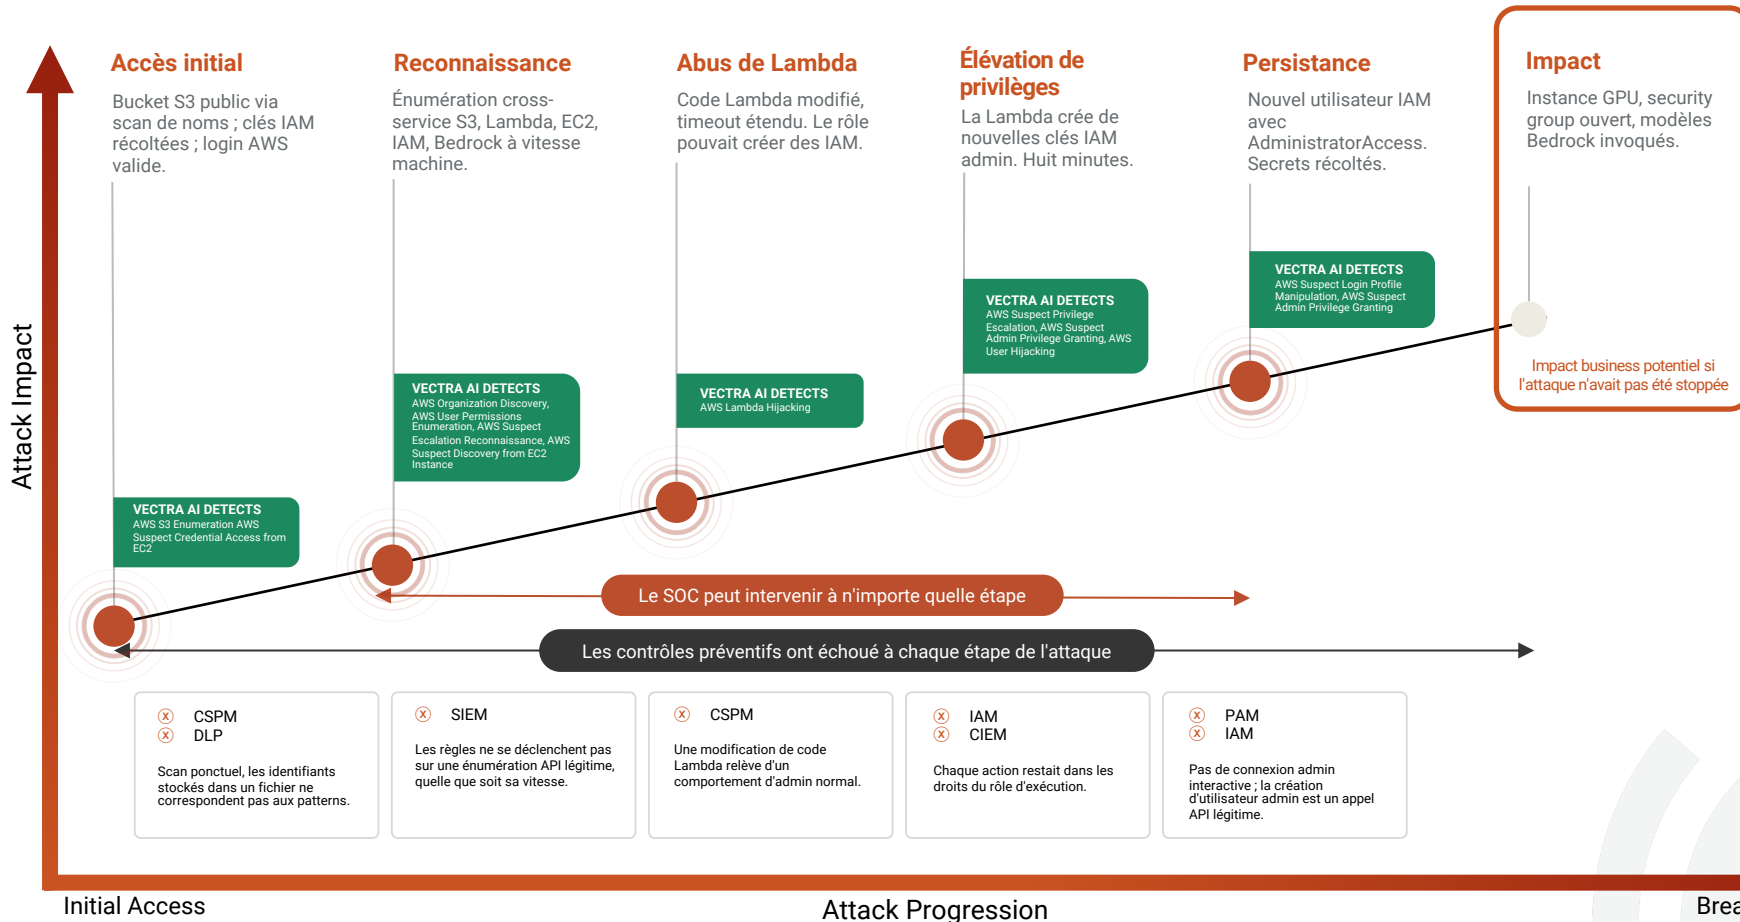 Accès initial
Bucket S3 public via
scan de noms ; clés IAM
récoltées ; login AWS
valide.
Reconnaissance
Énumération cross-
service S3, Lambda, EC2,
IAM, Bedrock à vitesse
machine.
Abus de Lambda
Code Lambda modifié,
timeout étendu. Le rôle
pouvait créer des IAM.
Élévation de
privilèges
La Lambda crée de
nouvelles clés IAM
admin. Huit minutes.
Persistance
Nouvel utilisateur IAM
avec
AdministratorAccess.
Secrets récoltés.
Impact
Instance GPU, security
group ouvert, modèles
Bedrock invoqués.
VECTRA AI DETECTS
AWS S3 Enumeration AWS
Suspect Credential Access from
EC2
VECTRA AI DETECTS
AWS Organization Discovery,
AWS User Permissions
Enumeration, AWS Suspect
Escalation Reconnaissance, AWS
Suspect Discovery from EC2
Instance
VECTRA AI DETECTS
AWS Lambda Hijacking
VECTRA AI DETECTS
AWS Suspect Privilege
Escalation, AWS Suspect
Admin Privilege Granting, AWS
User Hijacking
VECTRA AI DETECTS
AWS Suspect Login Profile
Manipulation, AWS Suspect
Admin Privilege Granting
Impact business potentiel si
l'attaque n'avait pas été stoppée
Attack Impact
Le SOC peut intervenir à n'importe quelle étape
Les contrôles préventifs ont échoué à chaque étape de l'attaque
x CSPM
x DLP
Scan ponctuel, les identifiants
stockés dans un fichier ne
correspondent pas aux patterns.
x SIEM
Les règles ne se déclenchent pas
sur une énumération API légitime,
quelle que soit sa vitesse.
x CSPM
Une modification de code
Lambda relève d'un
comportement d'admin normal.
x IAM
x CIEM
Chaque action restait dans les
droits du rôle d'exécution.
x PAM
x IAM
Pas de connexion admin
interactive ; la création
d'utilisateur admin est un appel
API légitime.
Initial Access
Attack Progression
Brea